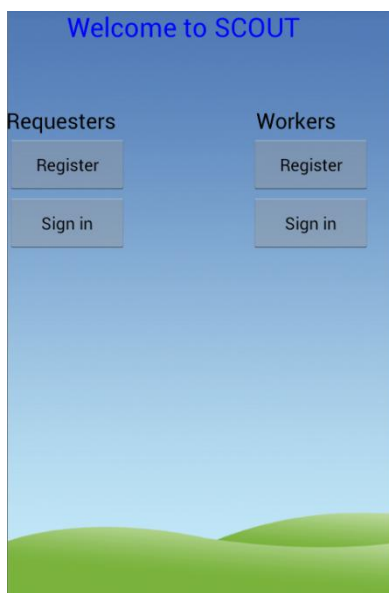 Welcome to SCOUT
Requesters
Workers
Register
Register
Sign in
Sign in